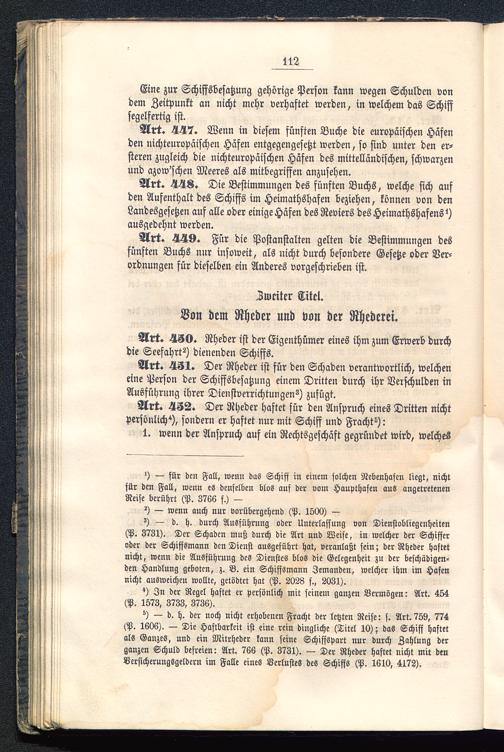 112
Eine zur Schiffsbesatzung gehörige Person kann wegen Schulden von
dem Zeitpunkt an nicht mehr verhaftet werden, in welchem das Schiff
segelfertig ist.
Art. 447. Wenn in diesem fünften Buche die europäischen Häfen
den nichteuropäischen Häfen entgegengesetzt werden, so sind unter den er-
steren zugleich die nichteuropäischen Häfen des mittelländischen, schwarzen
und azow'schen Meeres als mitbegriffen anzusehen.
Art. 448. Die Bestimmungen des fünften Buchs, welche sich auf
den Aufenthalt des Schiffs im Heimathshafen beziehen, können von den
Landesgesetzen auf alle oder einige Häfen des Reviers des Heimathshafens¹)
ausgedehnt werden.
Art. 449. Für die Postanstalten gelten die Bestimmungen des
fünften Buchs nur insoweit, als nicht durch besondere Gesetze oder Ver-
ordnungen für dieselben ein Anderes vorgeschrieben ist.
Zweiter Titel.
Von dem Rheder und von der Rhederei.
Art. 450. Rheder ist der Eigenthümer eines ihm zum Erwerb durch
die Seefahrt²) dienenden Schiffs.
Art. 451. Der Rheder ist für den Schaden verantwortlich, welchen
eine Person der Schiffsbesatzung einem Dritten durch ihr Verschulden in
Ausführung ihrer Dienstverrichtungen³) zufügt.
Art. 452. Der Rheder haftet für den Anspruch eines Dritten nicht
persönlich⁴), sondern er haftet nur mit Schiff und Fracht⁵):
1. wenn der Anspruch auf ein Rechtsgeschäft gegründet wird, welches
¹) — für den Fall, wenn das Schiff in einem solchen Nebenhafen liegt, nicht
für den Fall, wenn es denselben blos auf der vom Haupthafen aus angetretenen
Reise berührt (P. 3766 f.) —
²) — wenn auch nur vorübergehend (P. 1500) —
³) — d. h. durch Ausführung oder Unterlassung von Dienstobliegenheiten
(P. 3731). Der Schaden muß durch die Art und Weise, in welcher der Schiffer
oder der Schiffsmann den Dienst ausgeführt hat, veranlaßt sein; der Rheder haftet
nicht, wenn die Ausführung des Dienstes blos die Gelegenheit zu der beschädigen-
den Handlung geboten, z. B. ein Schiffsmann Jemanden, welcher ihm im Hafen
nicht ausweichen wollte, getödtet hat (P. 2028 f., 2031).
⁴) In der Regel haftet er persönlich mit seinem ganzen Vermögen: Art. 454
(P. 1573, 3733, 3736).
⁵) — d. h. der noch nicht erhobenen Fracht der letzten Reise: s. Art. 759, 774
(P. 1606). — Die Haftbarkeit ist eine rein dingliche (Titel 10); das Schiff haftet
als Ganzes, und ein Mitrheder kann seine Schiffspart nur durch Zahlung der
ganzen Schuld befreien: Art. 766 (P. 3731). — Der Rheder haftet nicht mit den
Versicherungsgeldern im Falle eines Verlustes des Schiffs (P. 1610, 4172).